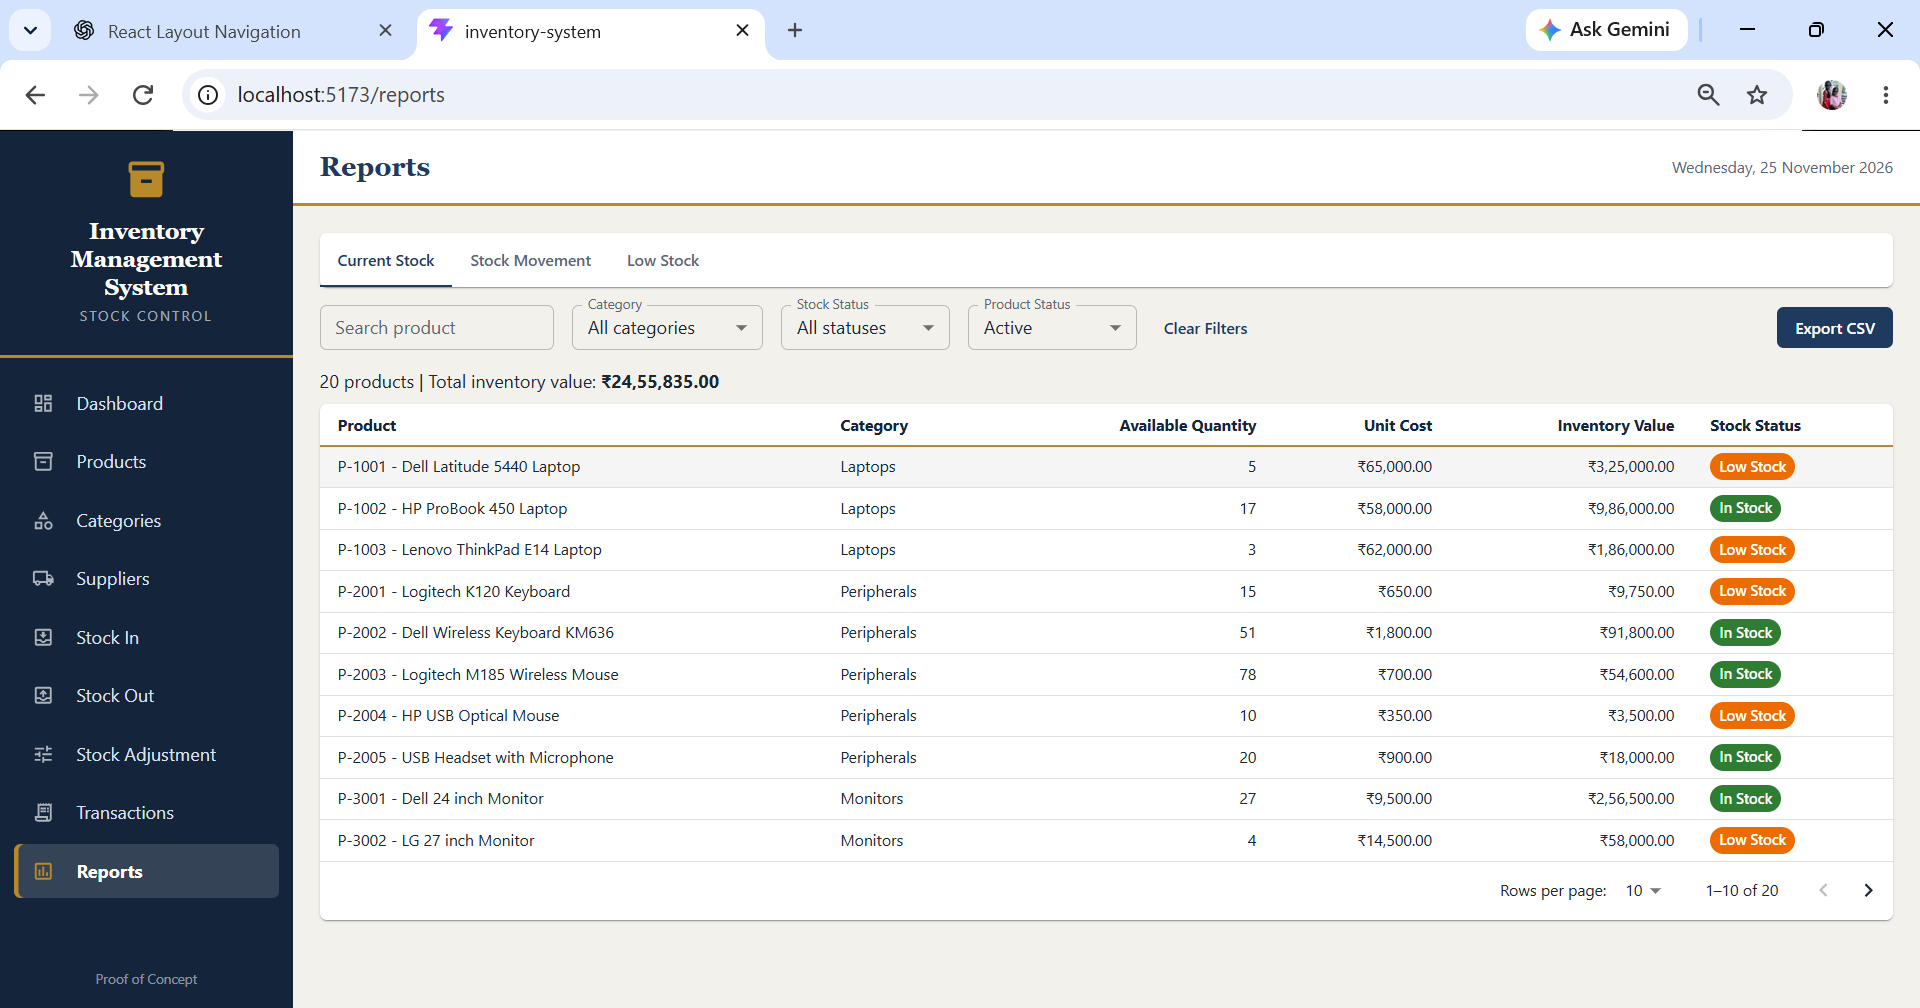 React Layout Navigation
inventory-system
Ask Gemini
localhost:5173/reports
Inventory
Management
System
STOCK CONTROL
Dashboard
Products
Categories
Suppliers
Stock In
Stock Out
Stock Adjustment
Transactions
Reports
Proof of Concept
Reports
Wednesday, 25 November 2026
Current Stock Stock Movement Low Stock
Search product
Category
All categories
Stock Status
All statuses
Product Status
Active
Clear Filters
Export CSV
20 products | Total inventory value: ₹24,55,835.00
Product Category Available Quantity Unit Cost Inventory Value Stock Status
P-1001 - Dell Latitude 5440 Laptop Laptops 5 ₹65,000.00 ₹3,25,000.00 Low Stock
P-1002 - HP ProBook 450 Laptop Laptops 17 ₹58,000.00 ₹9,86,000.00 In Stock
P-1003 - Lenovo ThinkPad E14 Laptop Laptops 3 ₹62,000.00 ₹1,86,000.00 Low Stock
P-2001 - Logitech K120 Keyboard Peripherals 15 ₹650.00 ₹9,750.00 Low Stock
P-2002 - Dell Wireless Keyboard KM636 Peripherals 51 ₹1,800.00 ₹91,800.00 In Stock
P-2003 - Logitech M185 Wireless Mouse Peripherals 78 ₹700.00 ₹54,600.00 In Stock
P-2004 - HP USB Optical Mouse Peripherals 10 ₹350.00 ₹3,500.00 Low Stock
P-2005 - USB Headset with Microphone Peripherals 20 ₹900.00 ₹18,000.00 In Stock
P-3001 - Dell 24 inch Monitor Monitors 27 ₹9,500.00 ₹2,56,500.00 In Stock
P-3002 - LG 27 inch Monitor Monitors 4 ₹14,500.00 ₹58,000.00 Low Stock
Rows per page: 10 1–10 of 20